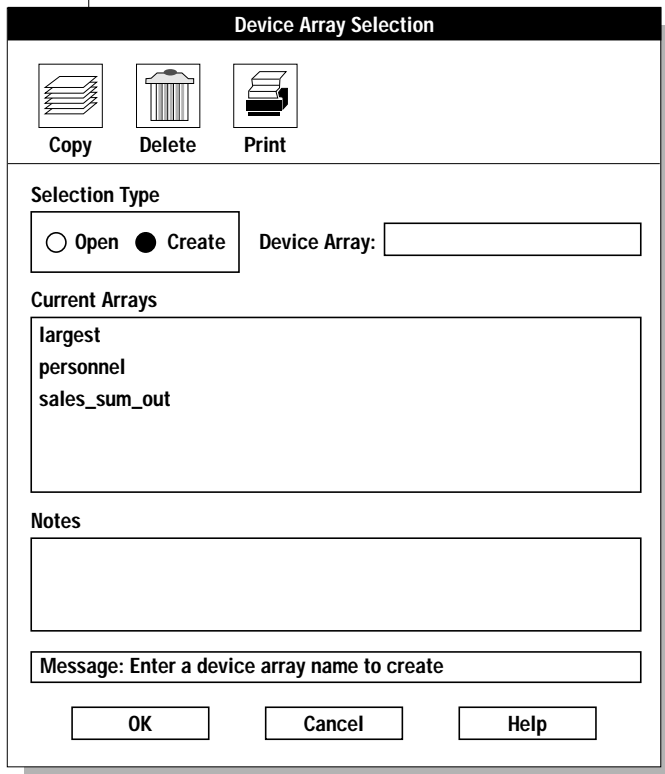 Device Array Selection
Copy Delete Print
Selection Type
Open Create Device Array:
Current Arrays
largest
personnel
sales_sum_out
Notes
Message: Enter a device array name to create
OK Cancel Help